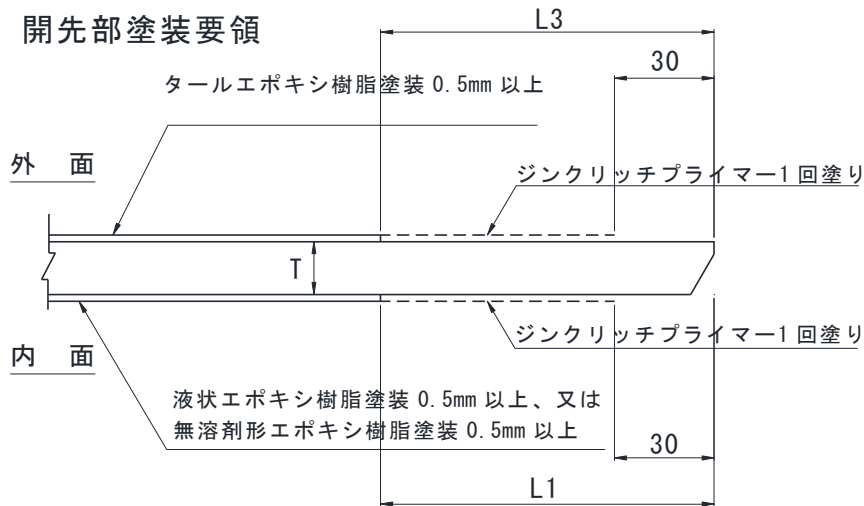 開先部塗装要領
L3
30
タールエポキシ樹脂塗装 0.5mm 以上
外 面
ジンクリッチプライマー1 回塗り
T
ジンクリッチプライマー1 回塗り
内 面
液状エポキシ樹脂塗装 0.5mm 以上、又は
無溶剤形エポキシ樹脂塗装 0.5mm 以上
30
L1